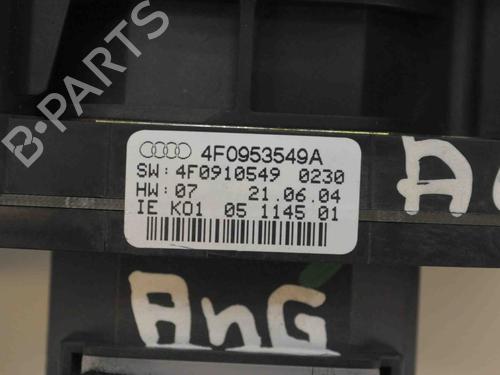 B-PARTS
4F0953549A
SW: 4F0910549 0230
HW: 07 21.06.04
IE K01 05 1145 01
AnG